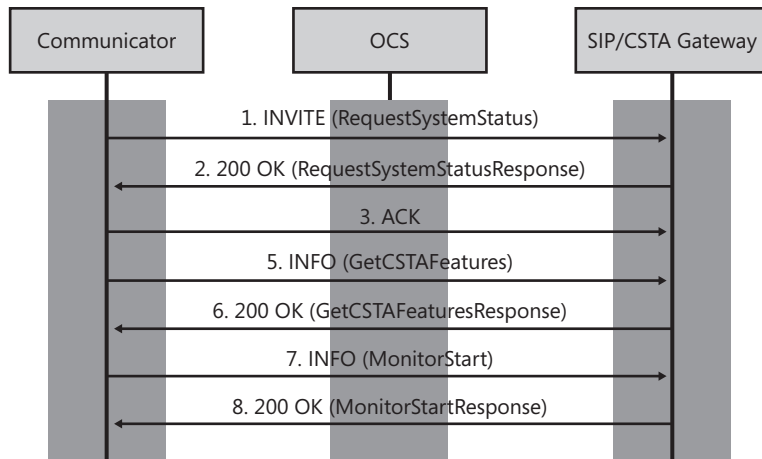 Communicator
OCS
SIP/CSTA Gateway
1. INVITE (RequestSystemStatus)
2. 200 OK (RequestSystemStatusResponse)
3. ACK
5. INFO (GetCSTAFeatures)
6. 200 OK (GetCSTAFeaturesResponse)
7. INFO (MonitorStart)
8. 200 OK (MonitorStartResponse)